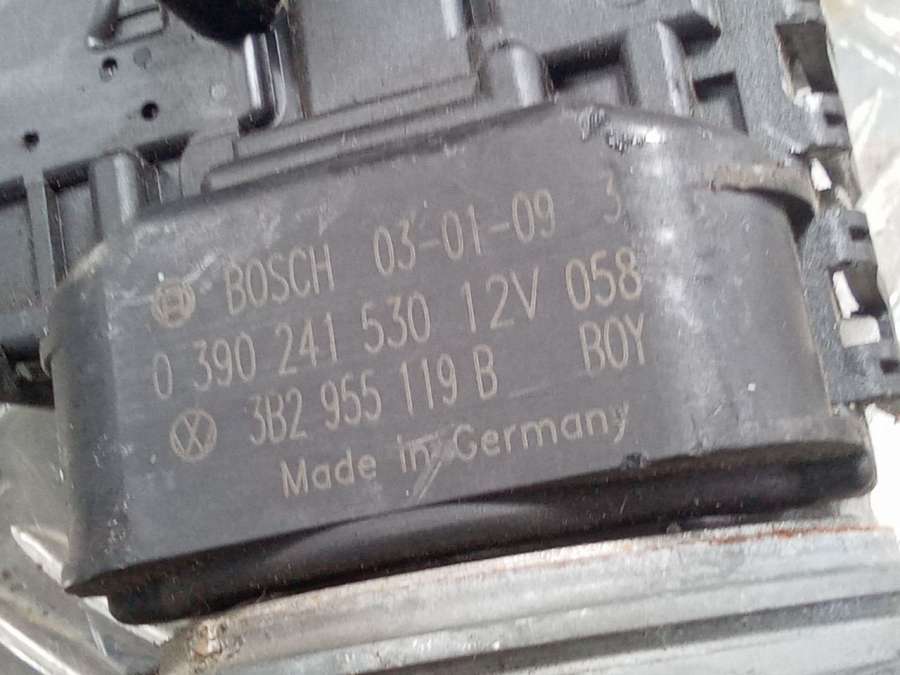 BOSCH 03-01-09 3
0 390 241 530 12V 058
3B2 955 119 B BOY
Made in Germany